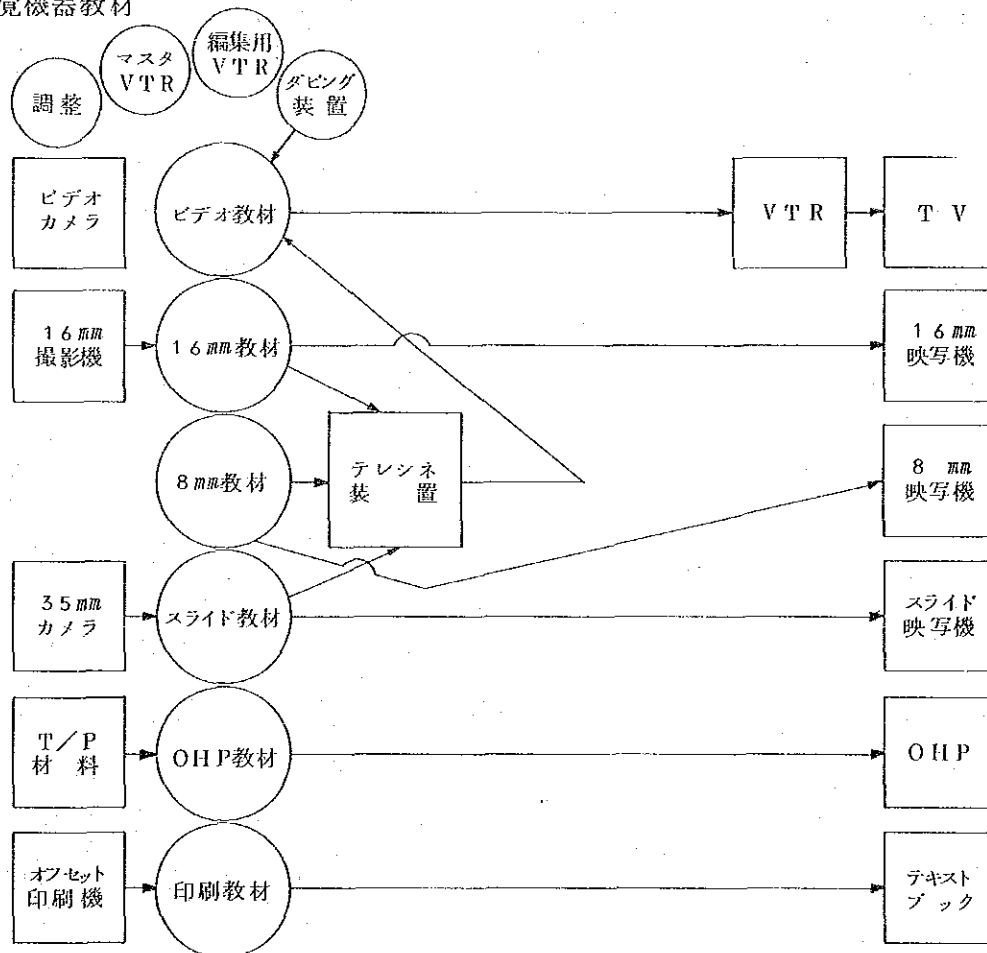 覚機器教材
調整
マスタ
VTR
編集用
VTR
ダビング
装置
ビデオ
カメラ
ビデオ教材
VTR
TV
16mm
撮影機
16mm教材
16mm
映写機
8mm教材
テレシネ
装置
8mm
映写機
35mm
カメラ
スライド教材
スライド
映写機
T/P
材料
OHP教材
OHP
オフセット
印刷機
印刷教材
テキスト
ブック